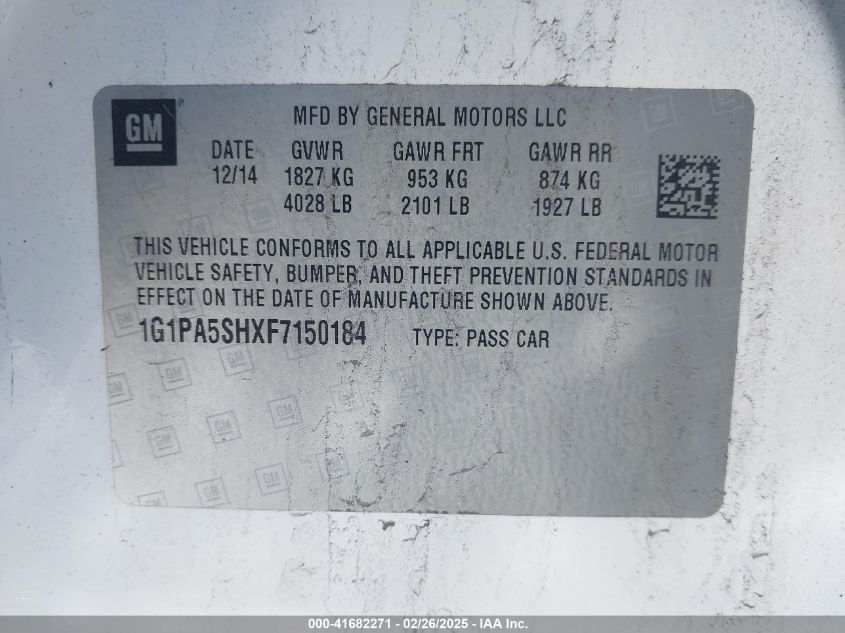 GM®
MFD BY GENERAL MOTORS LLC
DATE GVWR GAWR FRT GAWR RR
12/14 1827 KG 953 KG 874 KG
4028 LB 2101 LB 1927 LB
THIS VEHICLE CONFORMS TO ALL APPLICABLE U.S. FEDERAL MOTOR
VEHICLE SAFETY, BUMPER, AND THEFT PREVENTION STANDARDS IN
EFFECT ON THE DATE OF MANUFACTURE SHOWN ABOVE.
1G1PA5SHXF7150184 TYPE: PASS CAR
000-41682271 - 02/26/2025 - IAA Inc.